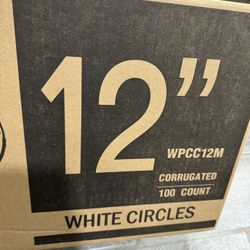 12”
WPCC12M
CORRUGATED
100 COUNT
WHITE CIRCLES